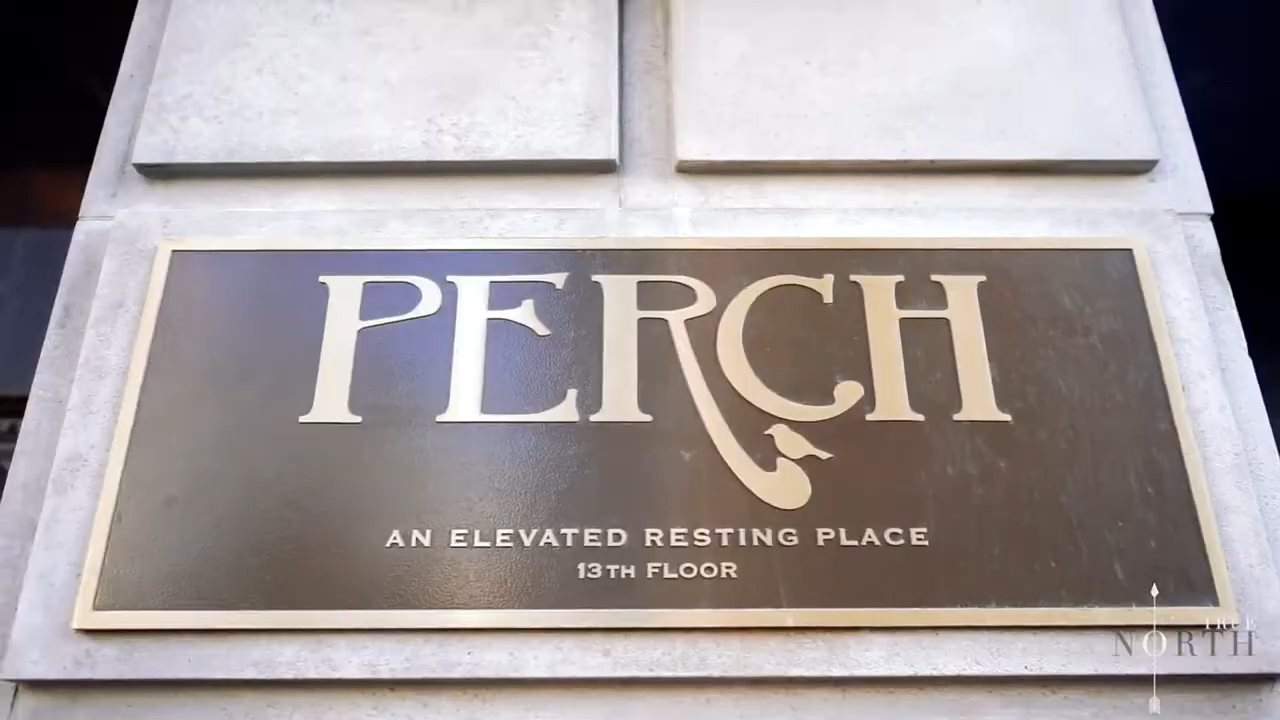 PERCH
AN ELEVATED RESTING PLACE
13TH FLOOR
TRUE
NORTH